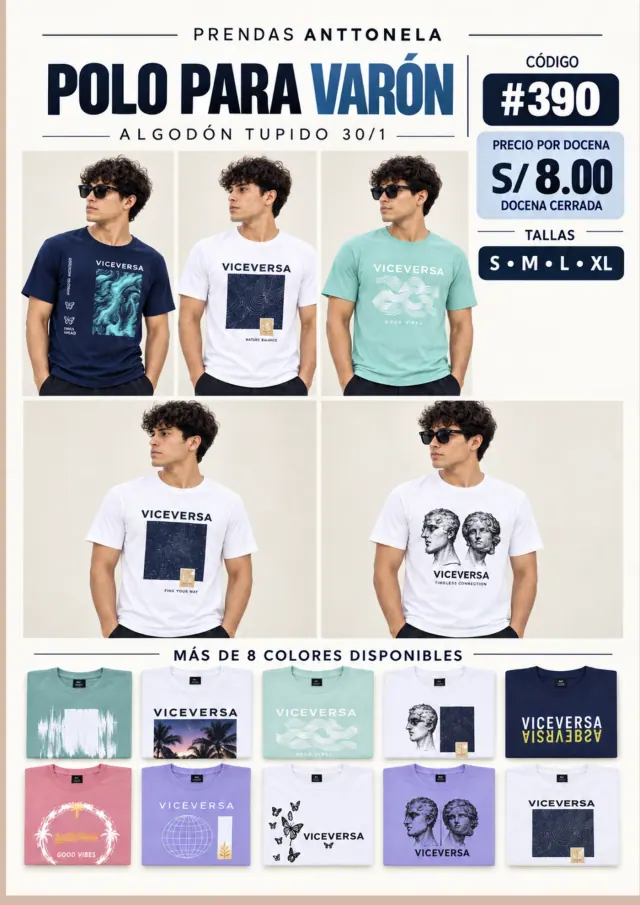 PRENDAS ANTTONELA
POLO PARA VARÓN
ALGODÓN TUPIDO 30/1
CÓDIGO
#390
PRECIO POR DOCENA
S/ 8.00
DOCENA CERRADA
TALLAS
S • M • L • XL
VICEVERSA
VICEVERSA
NATURE BALANCE
VICEVERSA
GOOD VIBES
VICEVERSA
FIND YOUR WAY
VICEVERSA
TIMELESS CONNECTION
MÁS DE 8 COLORES DISPONIBLES
VICEVERSA
VICEVERSA
GOOD VIBES
VICEVERSA
GOOD VIBES
VICEVERSA
VICEVERSA
VICEVERSA
VICEVERSA